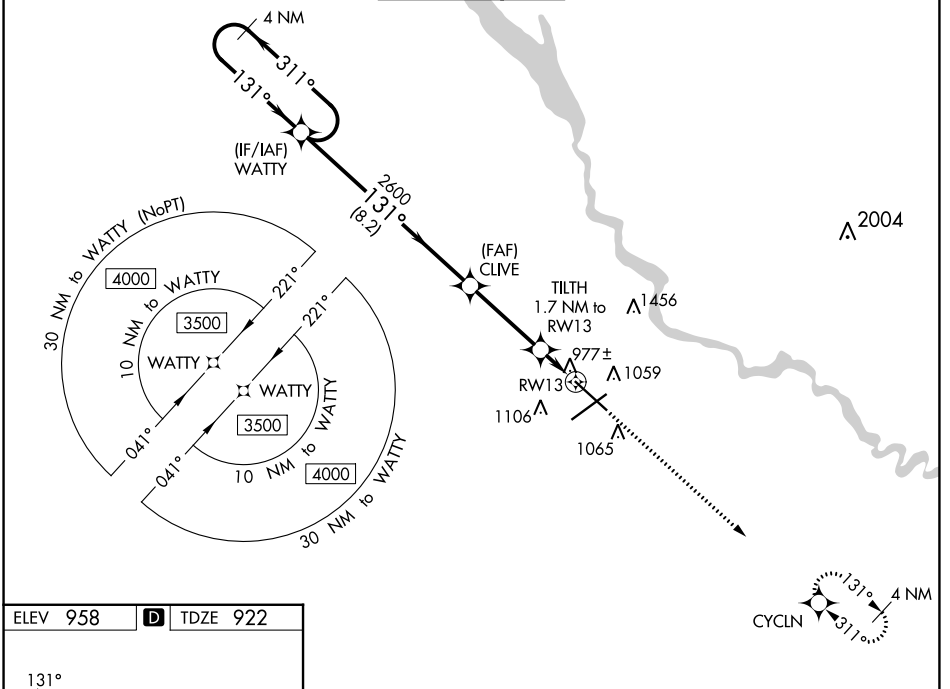 4 NM
311°
131°
(IF/IAF)
WATTY
2600
131°
(8.2)
(FAF)
CLIVE
TILTH
1.7 NM to
RW13
2004
1456
977±
1059
RW13
1106
1065
30 NM to WATTY (NoPT)
4000
10 NM to WATTY
3500
221°
WATTY
041°
221°
WATTY
3500
10 NM to WATTY
4000
041°
30 NM to WATTY
131°
4 NM
CYCLN
311°
ELEV 958 D TDZE 922
131°